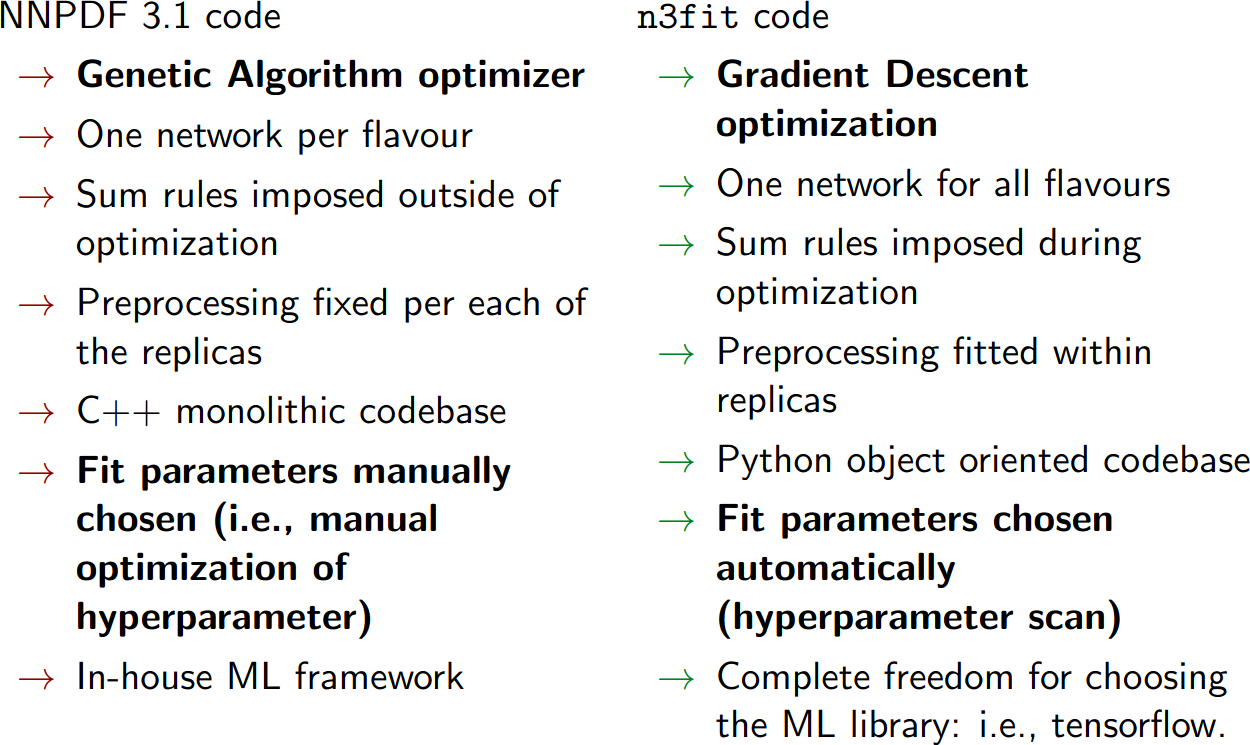 NNPDF 3.1 code
→ Genetic Algorithm optimizer
→ One network per flavour
→ Sum rules imposed outside of
optimization
→ Preprocessing fixed per each of
the replicas
→ C++ monolithic codebase
→ Fit parameters manually
chosen (i.e., manual
optimization of
hyperparameter)
→ In-house ML framework
n3fit code
→ Gradient Descent
optimization
→ One network for all flavours
→ Sum rules imposed during
optimization
→ Preprocessing fitted within
replicas
→ Python object oriented codebase
→ Fit parameters chosen
automatically
(hyperparameter scan)
→ Complete freedom for choosing
the ML library: i.e., tensorflow.